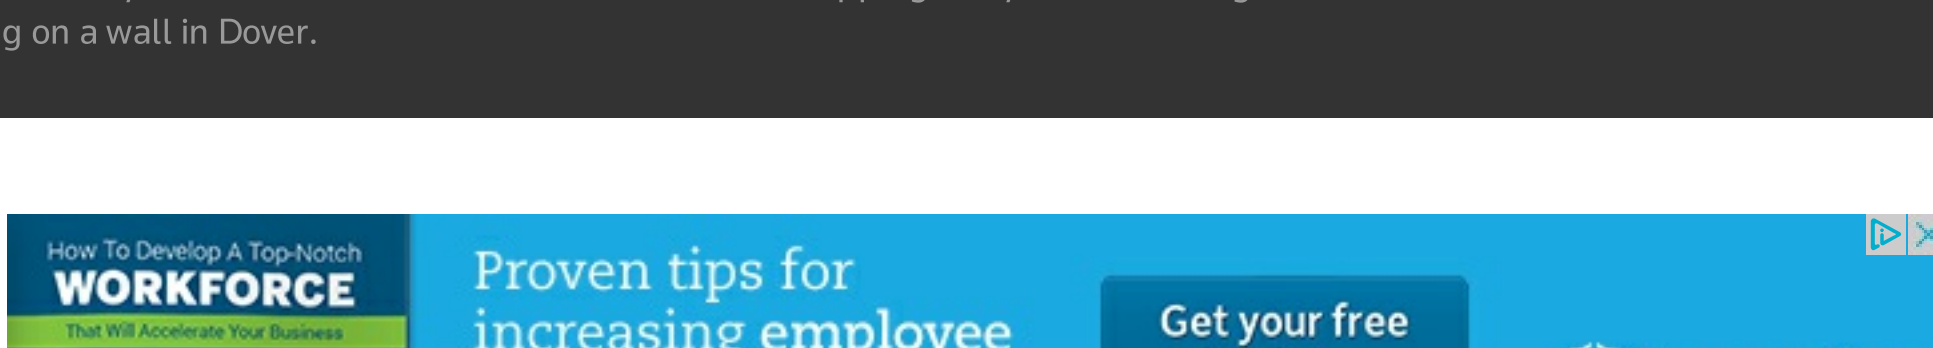 g on a wall in Dover.
How To Develop A Top-Notch
WORKFORCE
That Will Accelerate Your Business
Proven tips for
increasing employee
Get your free